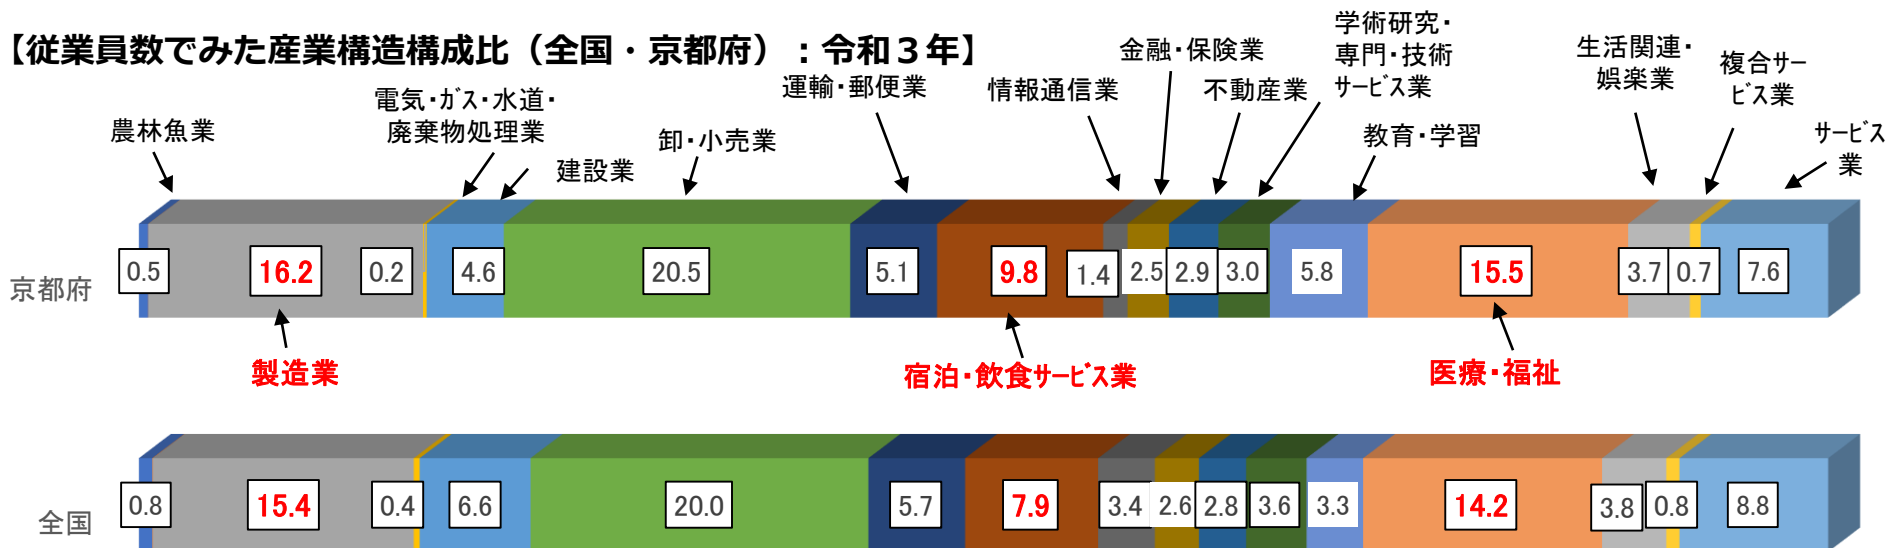 【従業員数でみた産業構造構成比（全国・京都府）：令和３年】
農林魚業
電気・ガス・水道・
廃棄物処理業
建設業
卸・小売業
運輸・郵便業
情報通信業
金融・保険業
不動産業
学術研究・
専門・技術
サービス業
教育・学習
生活関連・
娯楽業
複合サー
ビス業
サービス
業
京都府
0.5
16.2
0.2
4.6
20.5
5.1
9.8
1.4
2.5
2.9
3.0
5.8
15.5
3.7
0.7
7.6
製造業
宿泊・飲食サービス業
医療・福祉
全国
0.8
15.4
0.4
6.6
20.0
5.7
7.9
3.4
2.6
2.8
3.6
3.3
14.2
3.8
0.8
8.8